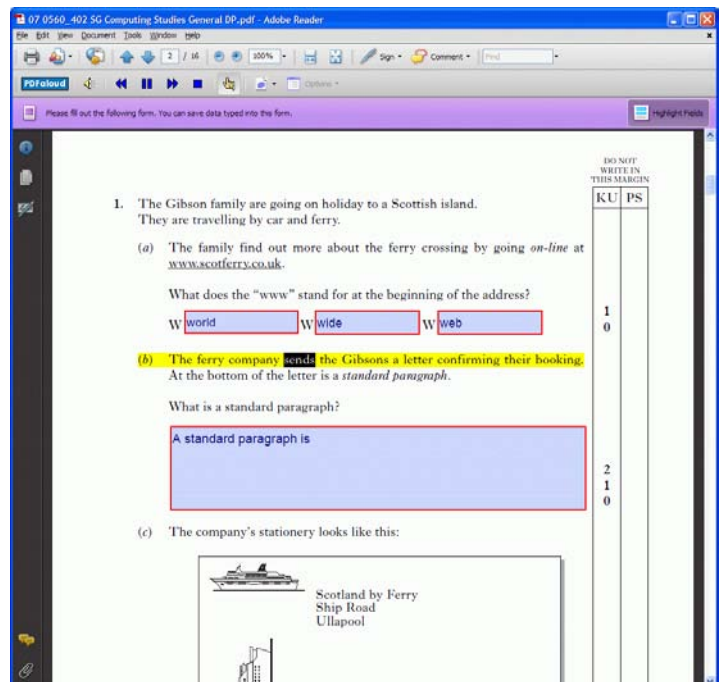 07 0560_402 SG Computing Studies General DP.pdf - Adobe Reader
File Edit View Document Tools Window Help
2 / 16 100% Sign Comment Find
PDFaloud Options
Please fill out the following form. You can save data typed into this form.
Highlight Fields
DO NOT
WRITE IN
THIS MARGIN
KU PS
1. The Gibson family are going on holiday to a Scottish island.
They are travelling by car and ferry.
(a) The family find out more about the ferry crossing by going on-line at
www.scotferry.co.uk.
What does the “www” stand for at the beginning of the address?
W world W wide W web
1
0
(b) The ferry company sends the Gibsons a letter confirming their booking.
At the bottom of the letter is a standard paragraph.
What is a standard paragraph?
A standard paragraph is
2
1
0
(c) The company’s stationery looks like this:
Scotland by Ferry
Ship Road
Ullapool